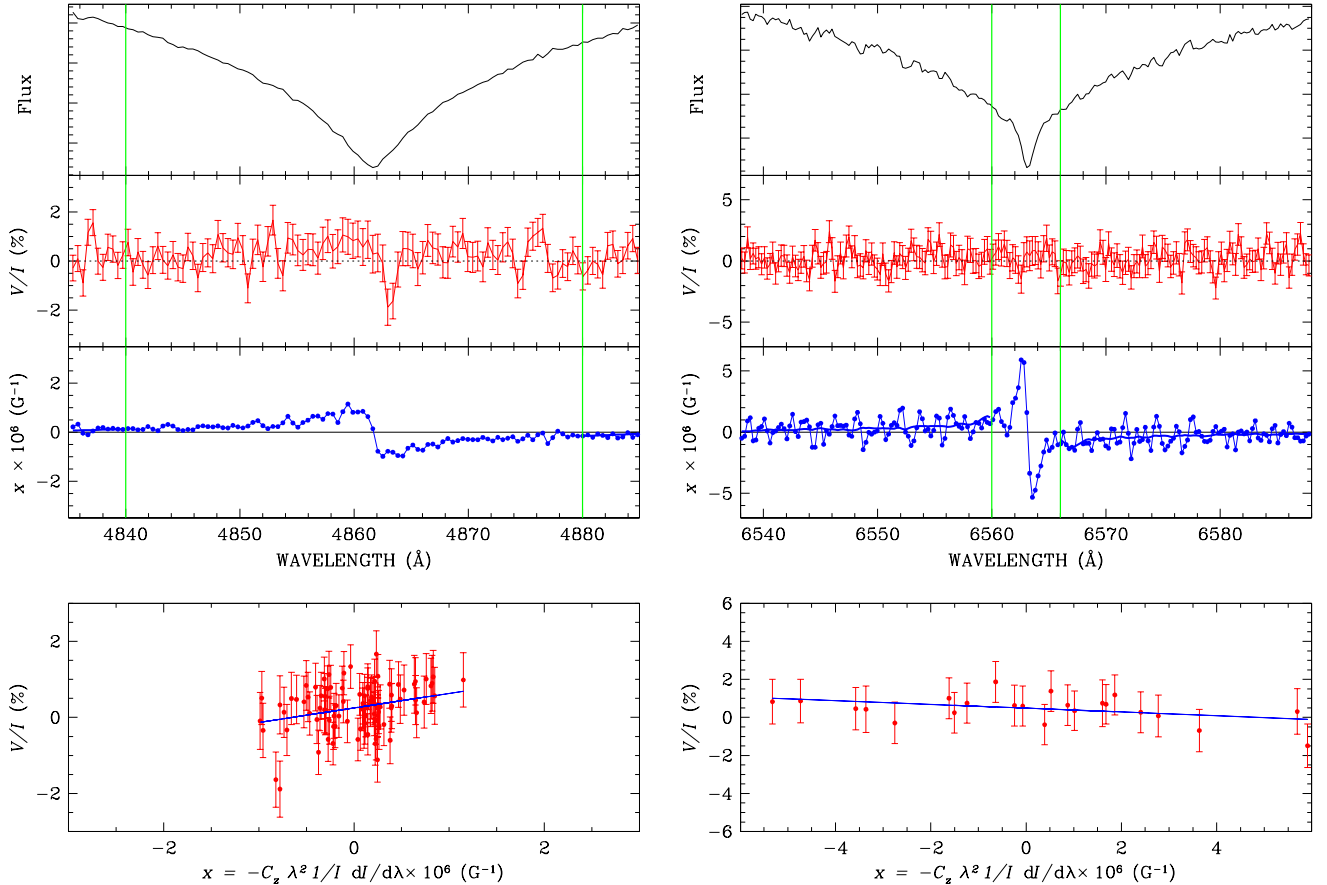 Flux
2
0
−2
V/I (%)
2
0
−2
x × 10⁶ (G⁻¹)
4840 4850 4860 4870 4880
WAVELENGTH (Å)
Flux
5
0
−5
V/I (%)
5
0
−5
x × 10⁶ (G⁻¹)
6540 6550 6560 6570 6580
WAVELENGTH (Å)
2
0
−2
V/I (%)
−2 0 2
x = −C_z λ² 1/I dI/dλ × 10⁶ (G⁻¹)
6
4
2
0
−2
−4
−6
V/I (%)
−4 −2 0 2 4
x = −C_z λ² 1/I dI/dλ × 10⁶ (G⁻¹)